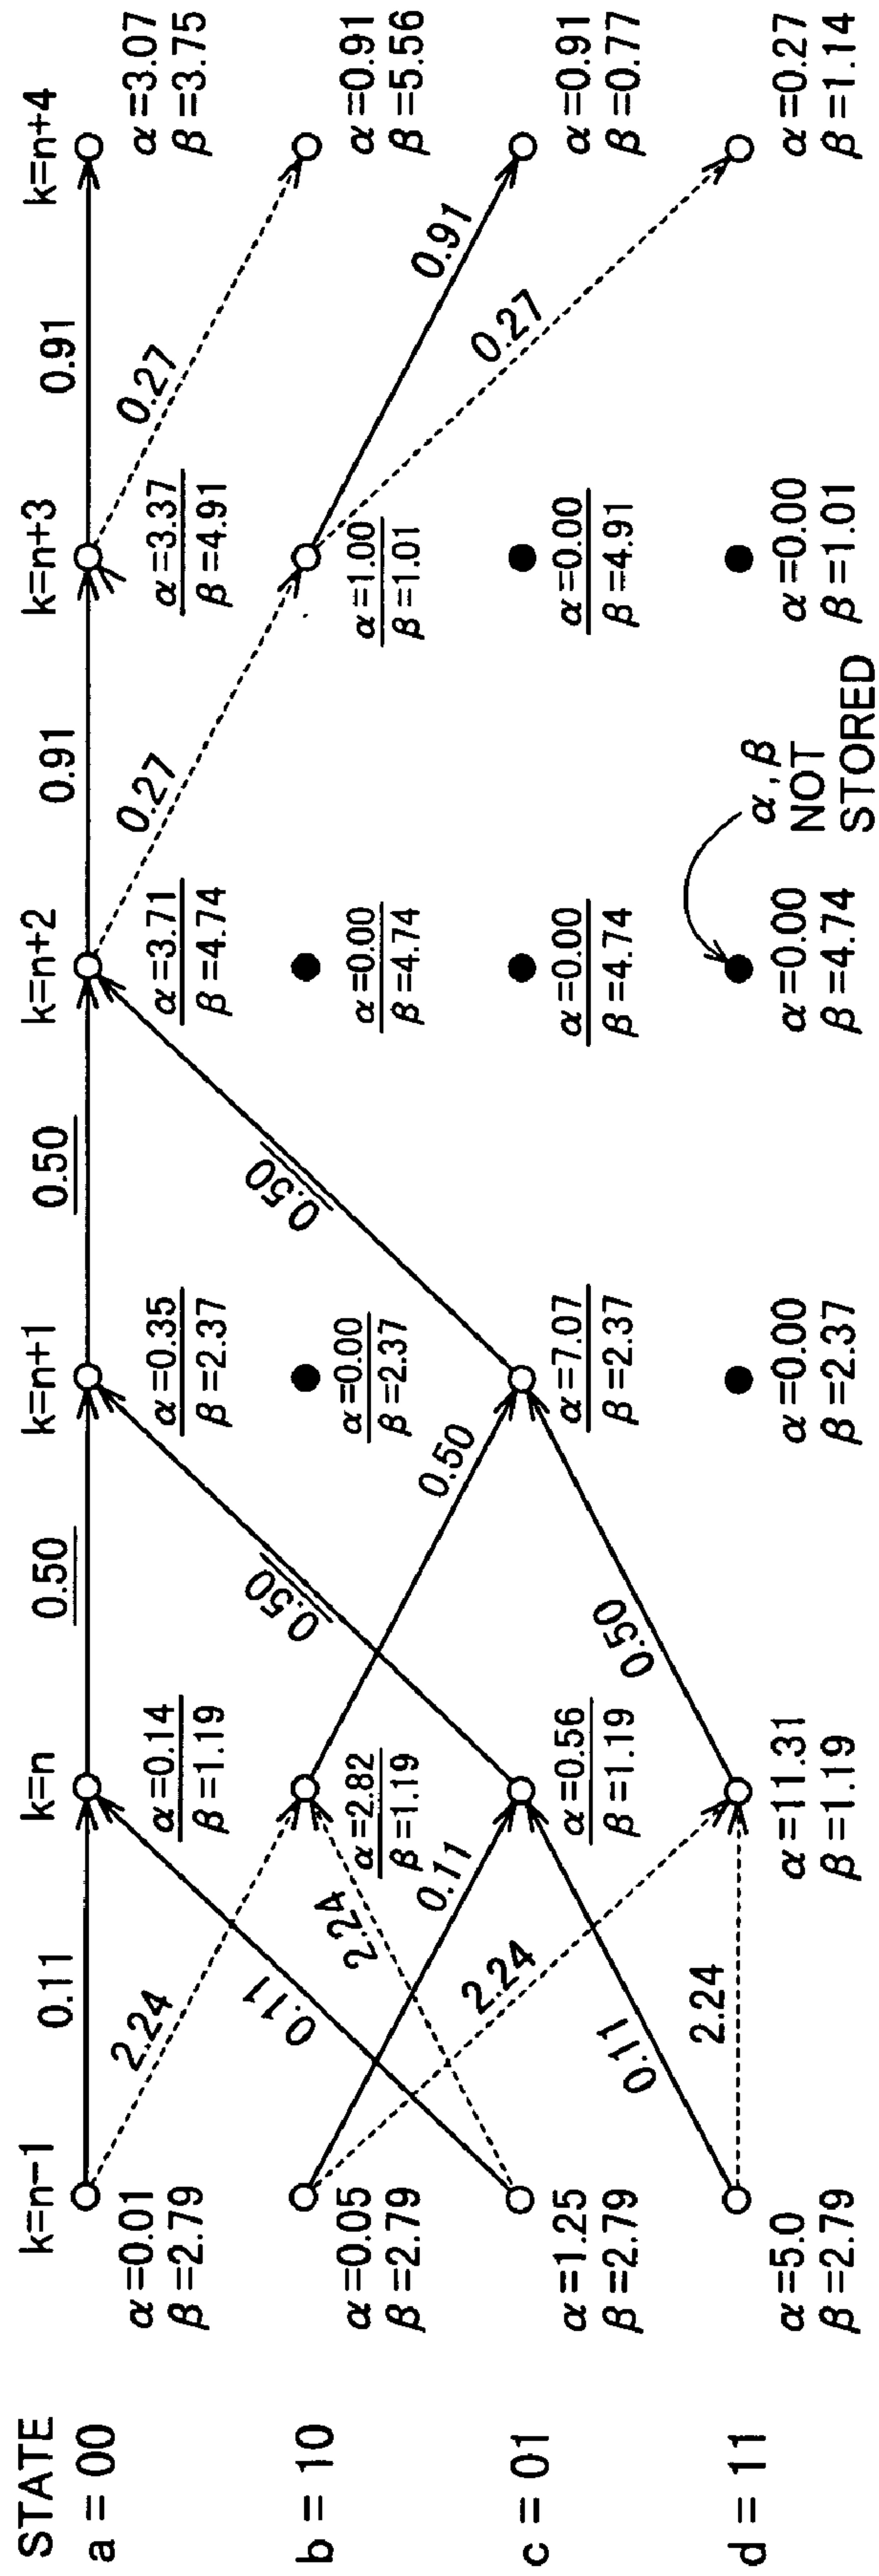 STATE
k=n−1
k=n
k=n+1
k=n+2
k=n+3
k=n+4
a = 00
0.11
0.50
0.50
0.91
0.91
α=0.01
β=2.79
α=0.14
β=1.19
α=0.35
β=2.37
α=3.71
β=4.74
α=3.37
β=4.91
α=3.07
β=3.75
2.24
0.11
0.50
0.50
0.27
0.27
b = 10
α=0.05
β=2.79
α=2.82
β=1.19
α=0.00
β=2.37
α=0.00
β=4.74
α=1.00
β=1.01
α=0.91
β=5.56
2.24
0.11
0.50
0.91
2.24
0.27
c = 01
α=1.25
β=2.79
α=0.56
β=1.19
α=7.07
β=2.37
α=0.00
β=4.74
α=0.00
β=4.91
α=0.91
β=0.77
0.11
2.24
0.50
d = 11
α=5.0
β=2.79
α=11.31
β=1.19
α=0.00
β=2.37
α=0.00
β=4.74
α=0.00
β=1.01
α=0.27
β=1.14
α,β
NOT
STORED